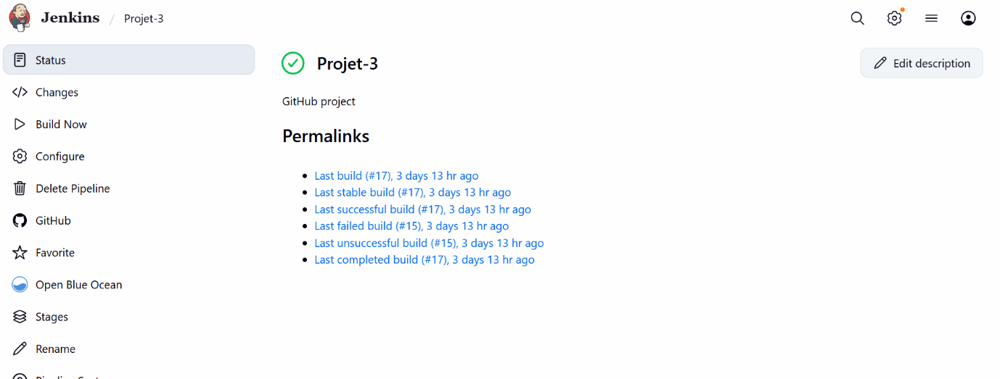 Jenkins / Projet-3
Status
Changes
Build Now
Configure
Delete Pipeline
GitHub
Favorite
Open Blue Ocean
Stages
Rename
Projet-3
Edit description
GitHub project
Permalinks
Last build (#17), 3 days 13 hr ago
Last stable build (#17), 3 days 13 hr ago
Last successful build (#17), 3 days 13 hr ago
Last failed build (#15), 3 days 13 hr ago
Last unsuccessful build (#15), 3 days 13 hr ago
Last completed build (#17), 3 days 13 hr ago